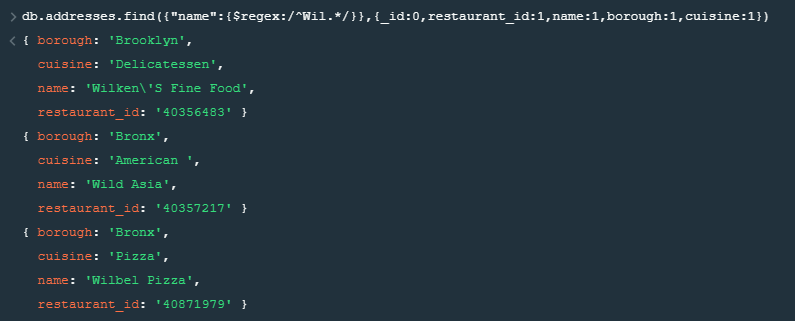 > db.addresses.find({"name":{$regex:/^Wil.*/}},{_id:0,restaurant_id:1,name:1,borough:1,cuisine:1})
< { borough: 'Brooklyn',
cuisine: 'Delicatessen',
name: 'Wilken\'S Fine Food',
restaurant_id: '40356483' }
{ borough: 'Bronx',
cuisine: 'American ',
name: 'Wild Asia',
restaurant_id: '40357217' }
{ borough: 'Bronx',
cuisine: 'Pizza',
name: 'Wilbel Pizza',
restaurant_id: '40871979' }